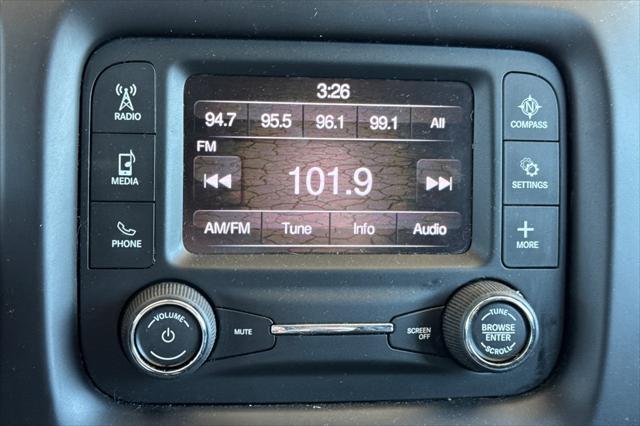 3:26
94.7 95.5 96.1 99.1 All
FM
101.9
AM/FM Tune Info Audio
RADIO
MEDIA
PHONE
N
COMPASS
SETTINGS
+
MORE
VOLUME
MUTE
SCREEN
OFF
TUNE
BROWSE
ENTER
SCROLL